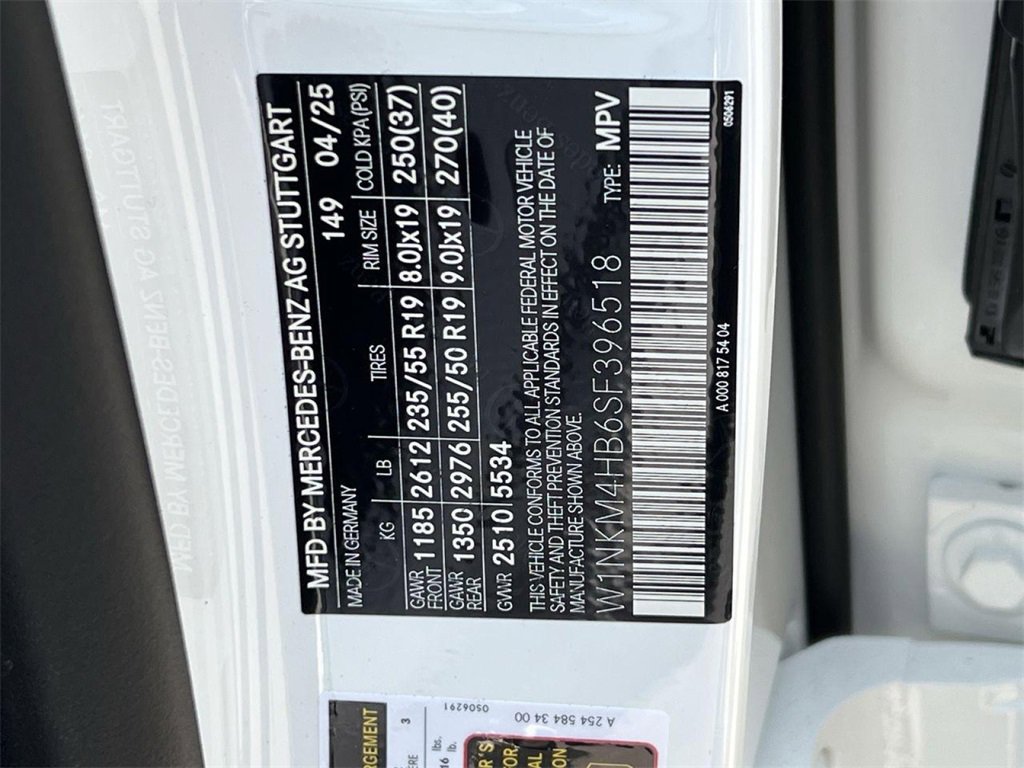 MFD BY MERCEDES-BENZ AG STUTTGART
MADE IN GERMANY 149 04/25
KG LB TIRES RIM SIZE COLD KPA (PSI)
GAWR FRONT 1185 2612 235/55 R19 8.0Jx19 250(37)
GAWR REAR 1350 2976 255/50 R19 9.0Jx19 270(40)
GVWR 2510 5534
THIS VEHICLE CONFORMS TO ALL APPLICABLE FEDERAL MOTOR VEHICLE
SAFETY AND THEFT PREVENTION STANDARDS IN EFFECT ON THE DATE OF
MANUFACTURE SHOWN ABOVE.
W1NKM4HB6SF396518 TYPE: MPV
A 000 817 54 04 0506291
3
0506291
lbs.
16 lb.
A 254 584 34 00